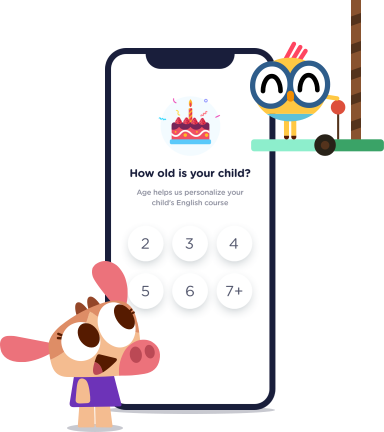 How old is your child?
Age helps us personalize your
child's English course
2 3 4
5 6 7+